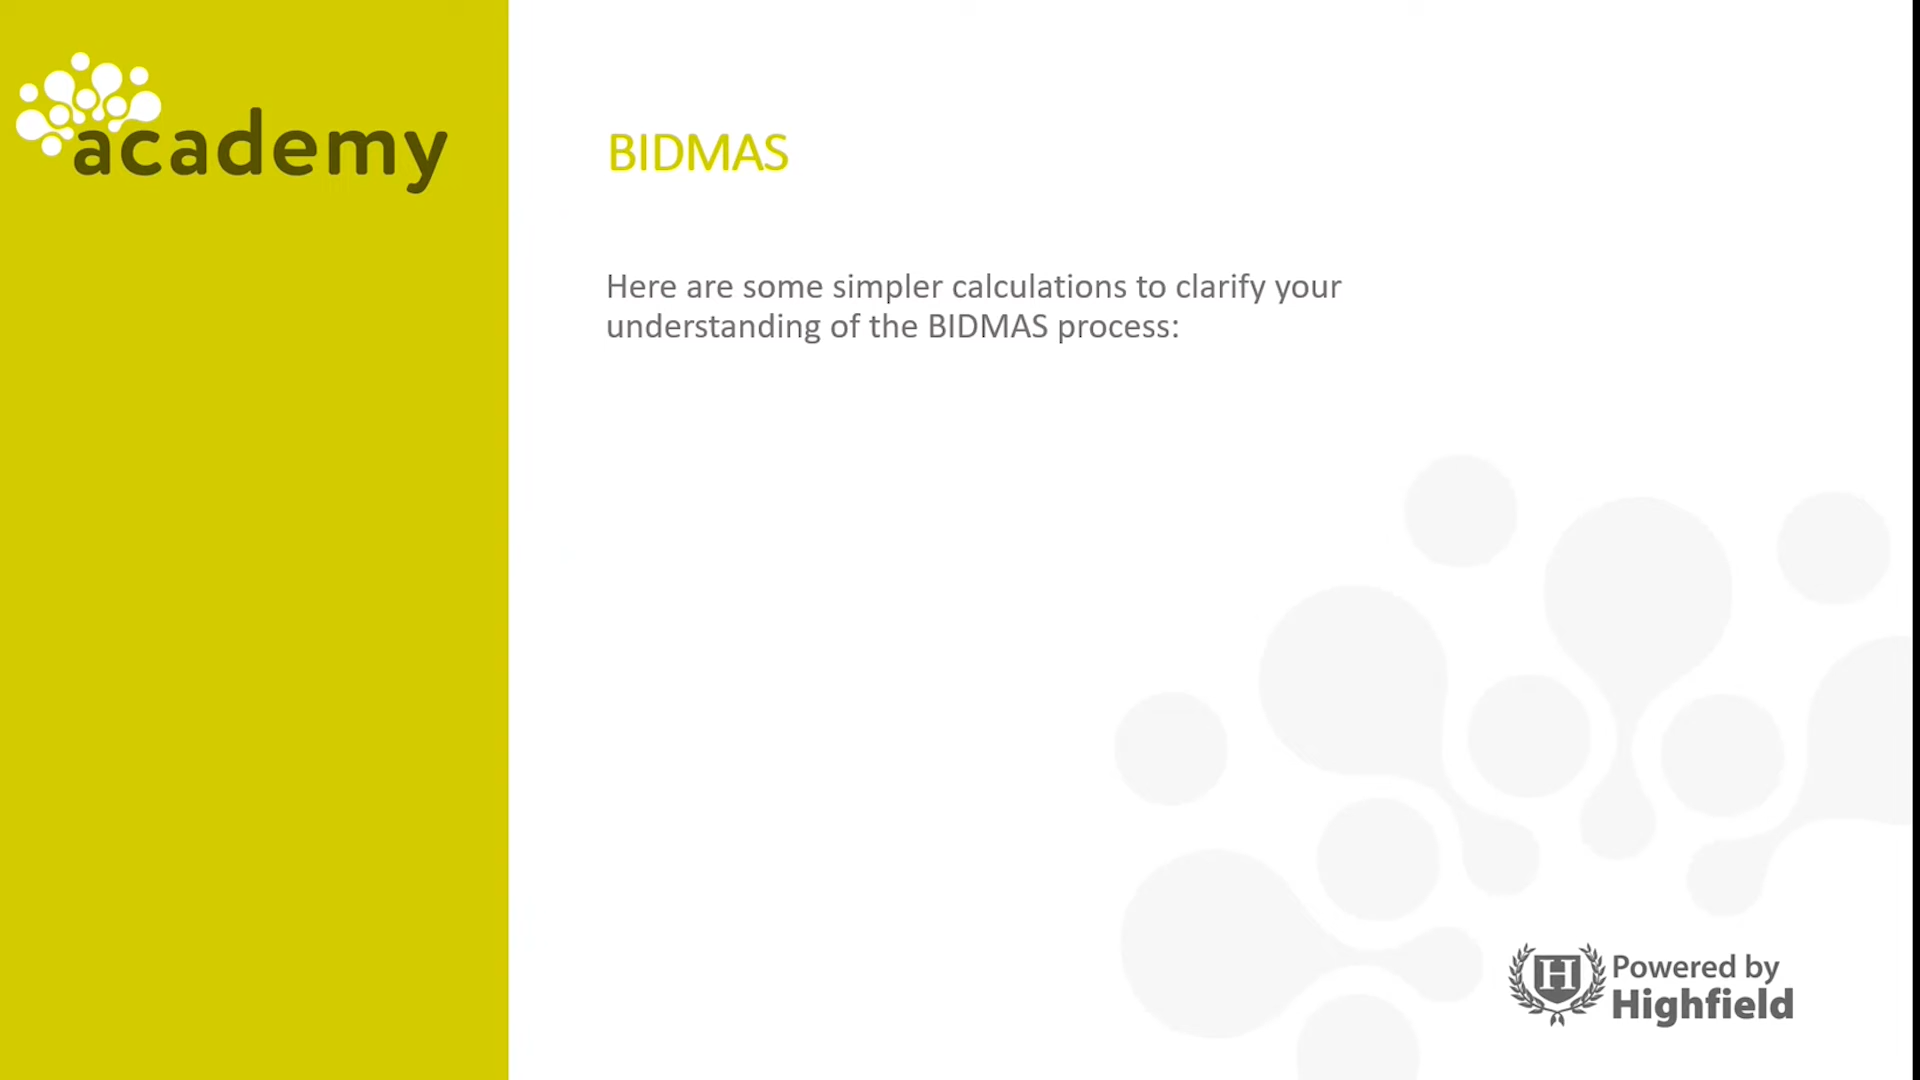 academy
BIDMAS
Here are some simpler calculations to clarify your
understanding of the BIDMAS process:
H
Powered by
Highfield